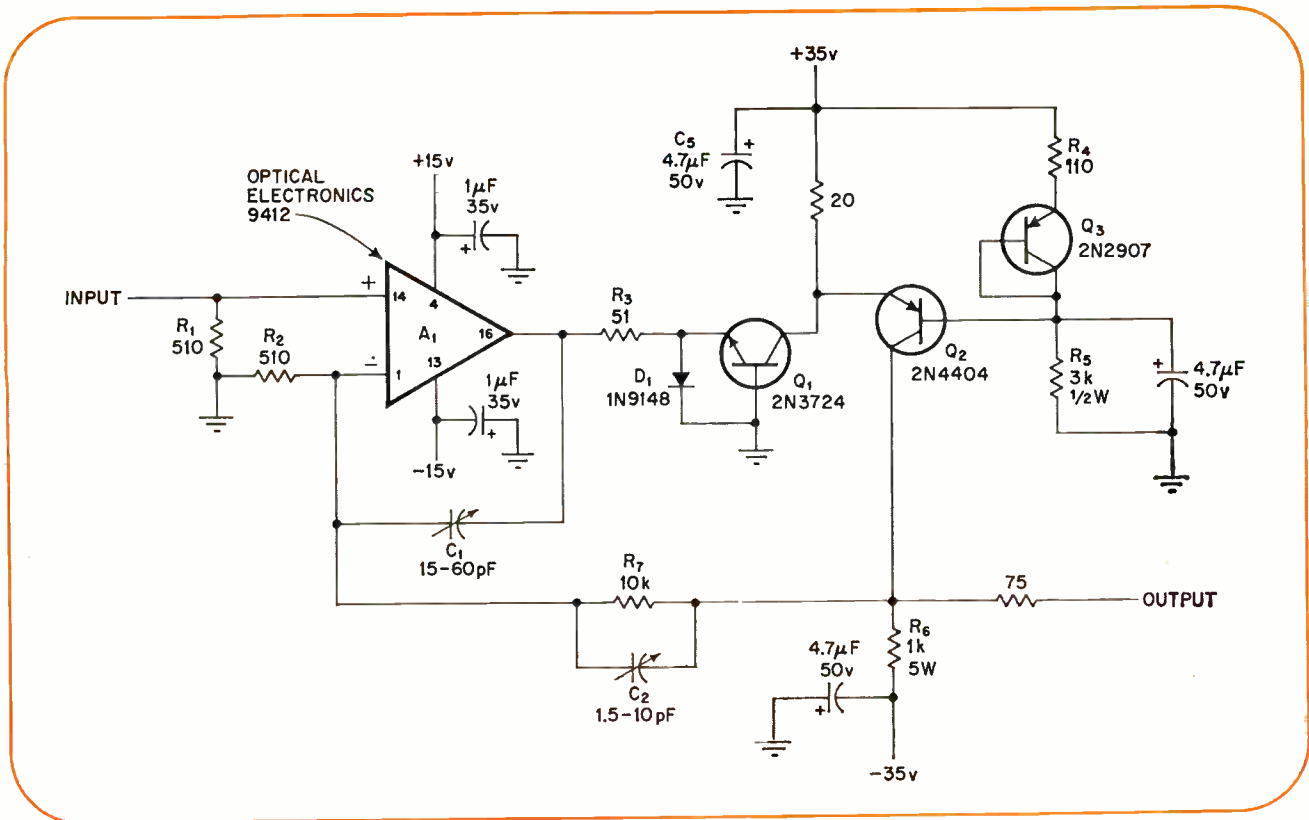 +35v
C5
4.7µF
50v
+
R4
110
20
Q3
2N2907
OPTICAL
ELECTRONICS
9412
+15v
1µF
35v
+
INPUT
+
14
4
A1
16
13
1
R1
510
R2
510
1µF
35v
+
-15v
R3
51
D1
1N9148
Q1
2N3724
Q2
2N4404
R5
3k
1/2W
+
4.7µF
50v
C1
15-60pF
R7
10k
C2
1.5-10pF
75
OUTPUT
R6
1k
5W
4.7µF
50v
+
-35v